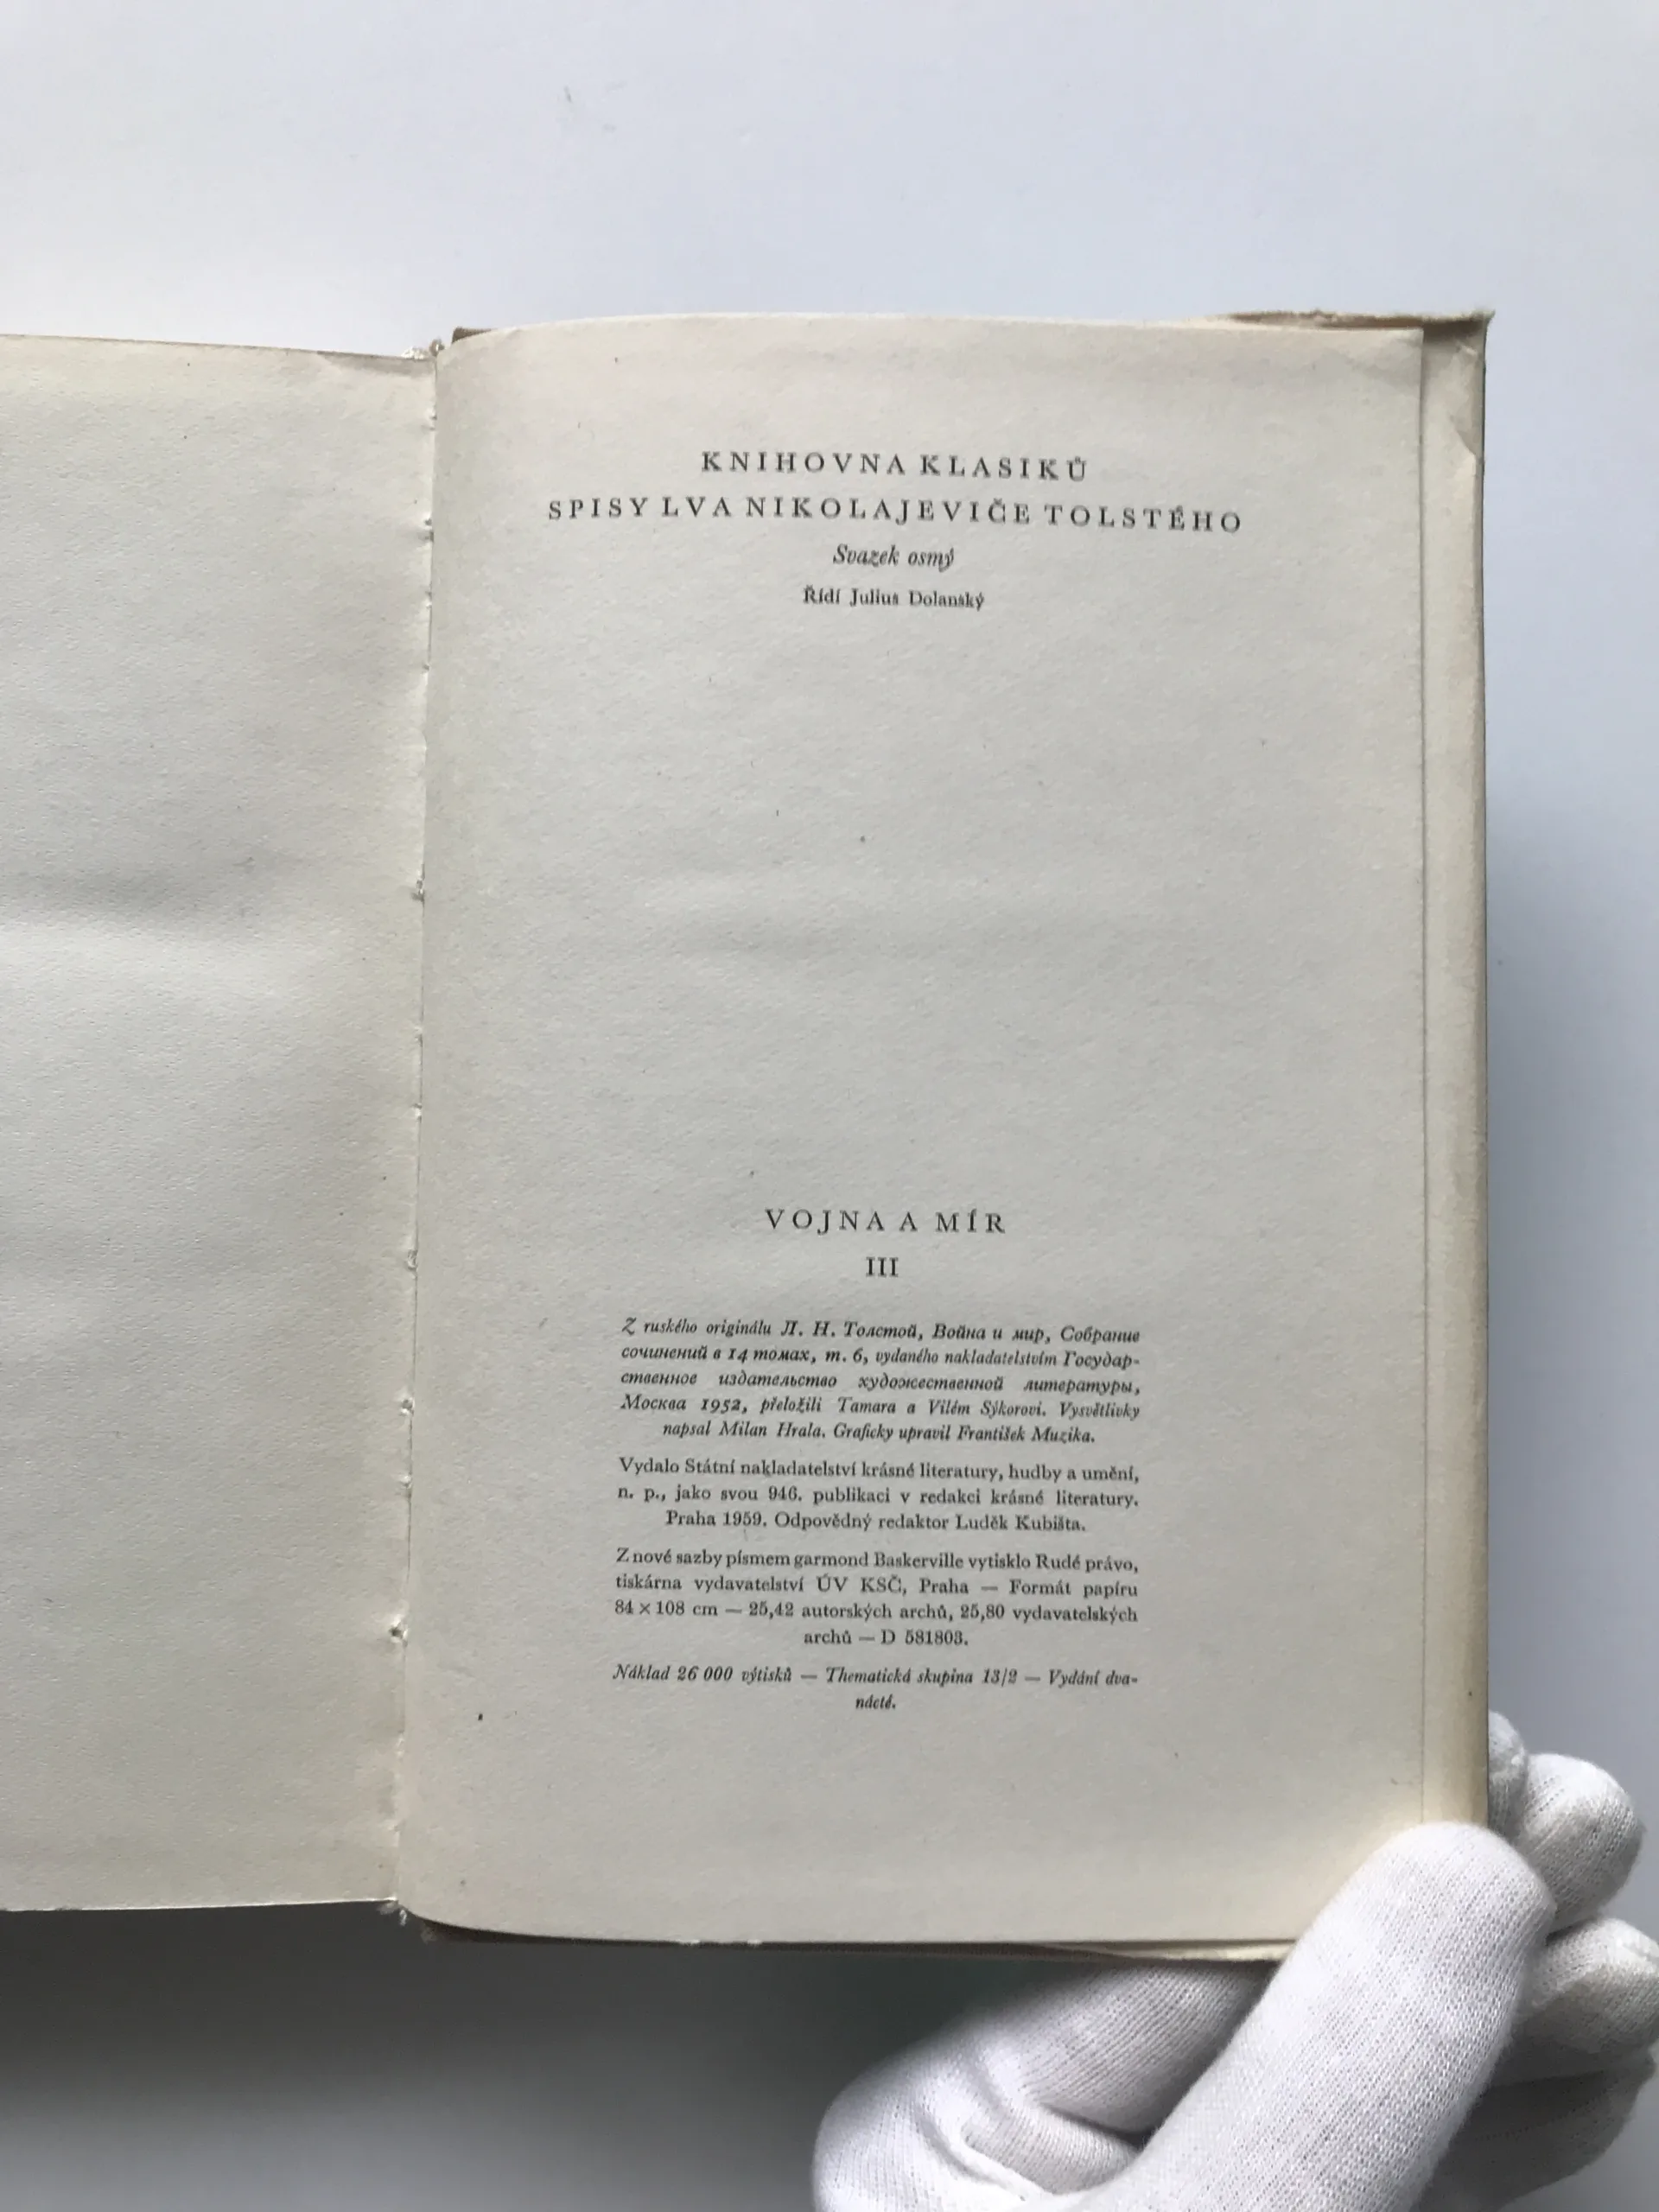 KNIHOVNA KLASIKŮ
SPISY LVA NIKOLAJEVIČE TOLSTÉHO
Svazek osmý
Řídí Julius Dolanský
VOJNA A MÍR
III
Z ruského originálu Л. Н. Толстой, Война и мир, Собрание
сочинений в 14 томах, т. 6, vydaného nakladatelstvím Государ-
ственное издательство художественной литературы,
Москва 1952, přeložili Tamara a Vilém Sýkorovi. Vysvětlivky
napsal Milan Hrala. Graficky upravil František Muzika.
Vydalo Státní nakladatelství krásné literatury, hudby a umění,
n. p., jako svou 946. publikaci v redakci krásné literatury.
Praha 1959. Odpovědný redaktor Luděk Kubišta.
Z nové sazby písmem garmond Baskerville vytisklo Rudé právo,
tiskárna vydavatelství ÚV KSČ, Praha — Formát papíru
84 × 108 cm — 25,42 autorských archů, 25,80 vydavatelských
archů — D 581803.
Náklad 26 000 výtisků — Thematická skupina 13/2 — Vydání dva-
nácté.